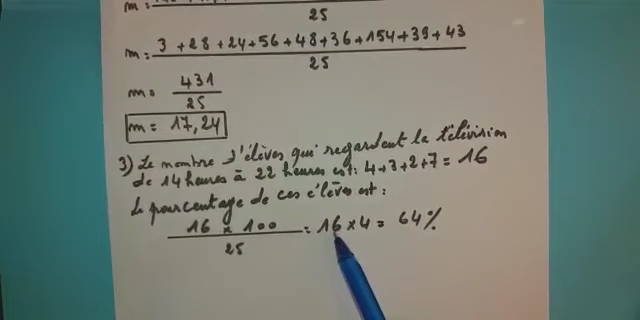 25
m = 3 + 28 + 24 + 56 + 48 + 36 + 154 + 39 + 43
25
m = 431
25
m = 17,24
3) Le nombre d'élèves qui regardent la télévision
de 14 heures à 22 heures est : 4 + 3 + 2 + 7 = 16
Le pourcentage de ces élèves est :
16 x 100 = 16 x 4 = 64%
25